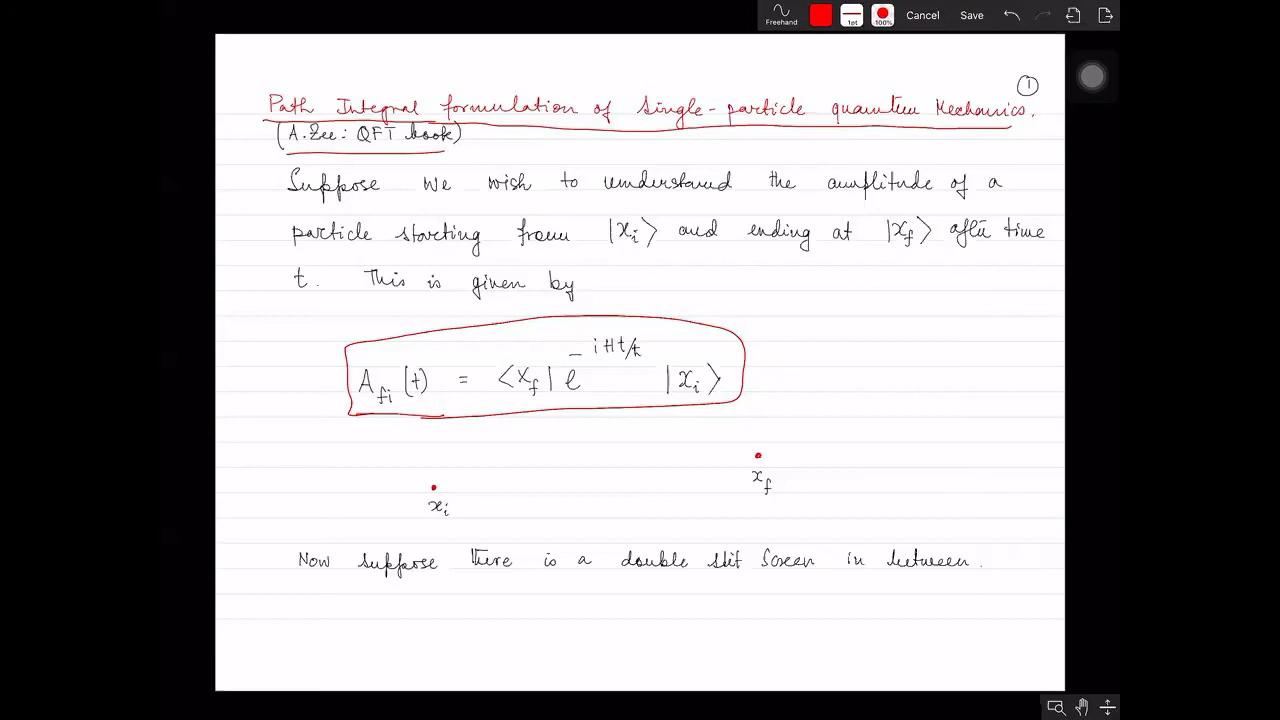 Freehand 1pt 100% Cancel Save
1
Path Integral formulation of single-particle quantum Mechanics.
(A.Zee: QFT book)
Suppose we wish to understand the amplitude of a
particle starting from |x_i⟩ and ending at |x_f⟩ after time
t. This is given by
A_fi (t) = ⟨x_f| e^{-iHt/ħ} |x_i⟩
x_f
x_i
Now suppose there is a double slit screen in between.